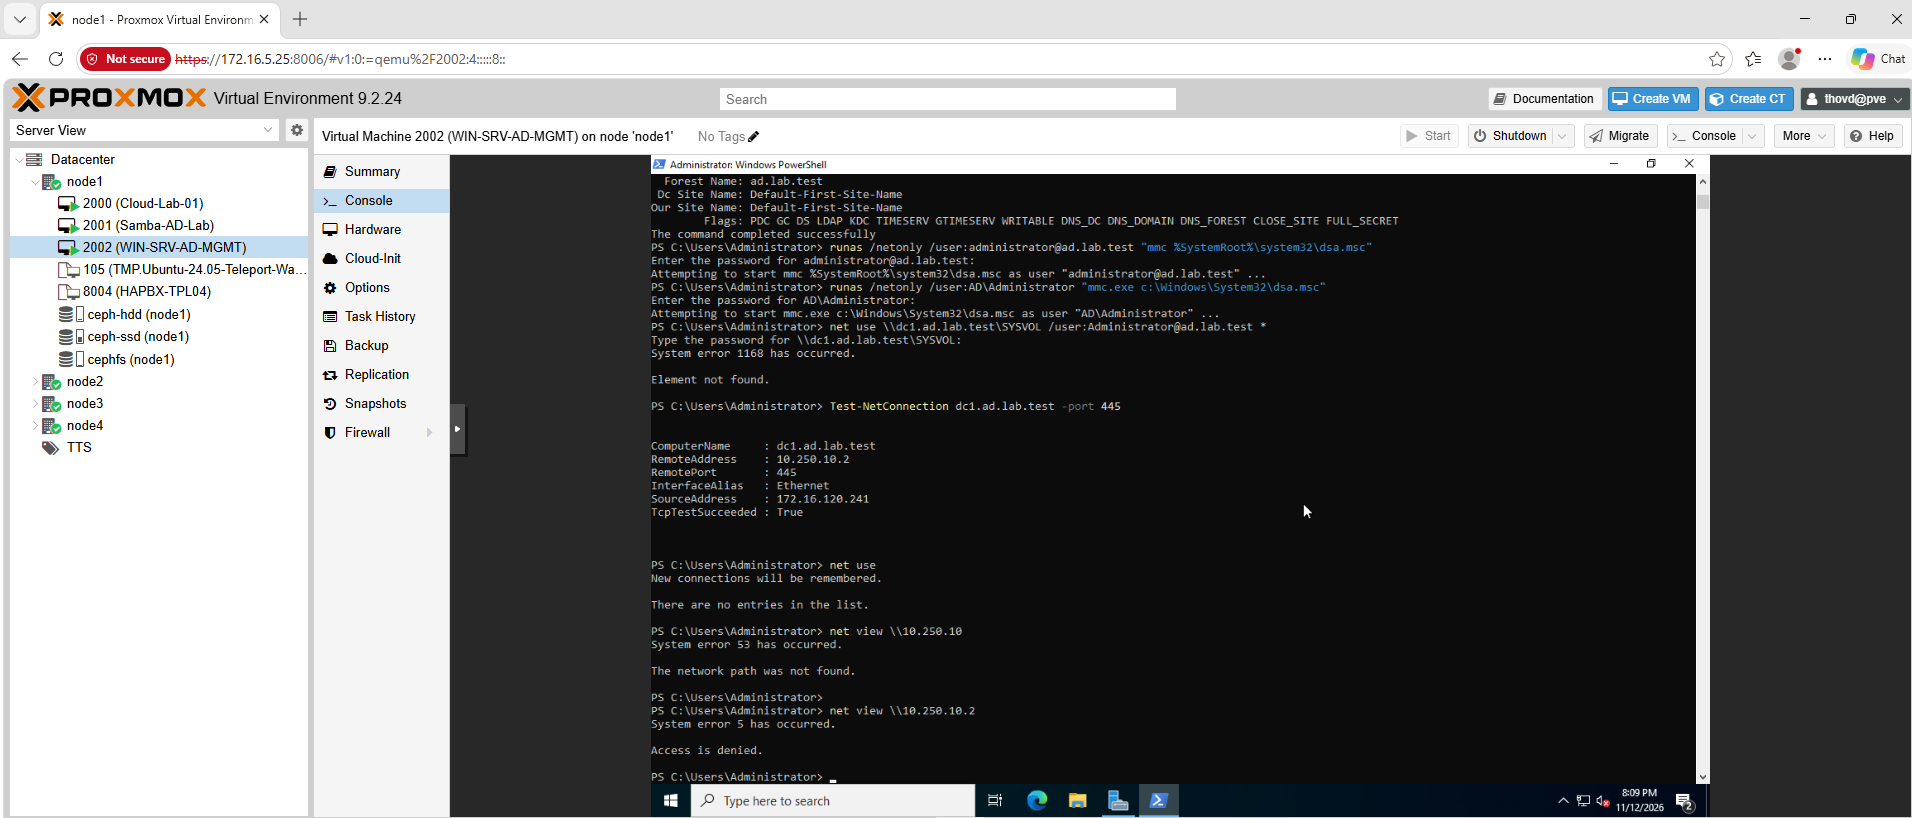 node1 - Proxmox Virtual Environm
Not secure
https://172.16.5.25:8006/#v1:0:=qemu%2F2002:4:::::8::
Chat
PROXMOX Virtual Environment 9.2.24
Search
Documentation
Create VM
Create CT
thovd@pve
Server View
Virtual Machine 2002 (WIN-SRV-AD-MGMT) on node 'node1'
No Tags
Start
Shutdown
Migrate
Console
More
Help
Datacenter
node1
2000 (Cloud-Lab-01)
2001 (Samba-AD-Lab)
2002 (WIN-SRV-AD-MGMT)
105 (TMP.Ubuntu-24.05-Teleport-Wa...
8004 (HAPBX-TPL04)
ceph-hdd (node1)
ceph-ssd (node1)
cephfs (node1)
node2
node3
node4
TTS
Summary
Console
Hardware
Cloud-Init
Options
Task History
Backup
Replication
Snapshots
Firewall
Administrator: Windows PowerShell
Forest Name: ad.lab.test
Dc Site Name: Default-First-Site-Name
Our Site Name: Default-First-Site-Name
Flags: PDC GC DS LDAP KDC TIMESERV GTIMESERV WRITABLE DNS_DC DNS_DOMAIN DNS_FOREST CLOSE_SITE FULL_SECRET
The command completed successfully
PS C:\Users\Administrator> runas /netonly /user:administrator@ad.lab.test "mmc %SystemRoot%\system32\dsa.msc"
Enter the password for administrator@ad.lab.test:
Attempting to start mmc %SystemRoot%\system32\dsa.msc as user "administrator@ad.lab.test" ...
PS C:\Users\Administrator> runas /netonly /user:AD\Administrator "mmc.exe c:\Windows\System32\dsa.msc"
Enter the password for AD\Administrator:
Attempting to start mmc.exe c:\Windows\System32\dsa.msc as user "AD\Administrator" ...
PS C:\Users\Administrator> net use \\dc1.ad.lab.test\SYSVOL /user:Administrator@ad.lab.test *
Type the password for \\dc1.ad.lab.test\SYSVOL:
System error 1168 has occurred.
Element not found.
PS C:\Users\Administrator> Test-NetConnection dc1.ad.lab.test -port 445
ComputerName : dc1.ad.lab.test
RemoteAddress : 10.250.10.2
RemotePort : 445
InterfaceAlias : Ethernet
SourceAddress : 172.16.120.241
TcpTestSucceeded : True
PS C:\Users\Administrator> net use
New connections will be remembered.
There are no entries in the list.
PS C:\Users\Administrator> net view \\10.250.10
System error 53 has occurred.
The network path was not found.
PS C:\Users\Administrator>
PS C:\Users\Administrator> net view \\10.250.10.2
System error 5 has occurred.
Access is denied.
PS C:\Users\Administrator> _
Type here to search
8:09 PM
11/12/2026
2